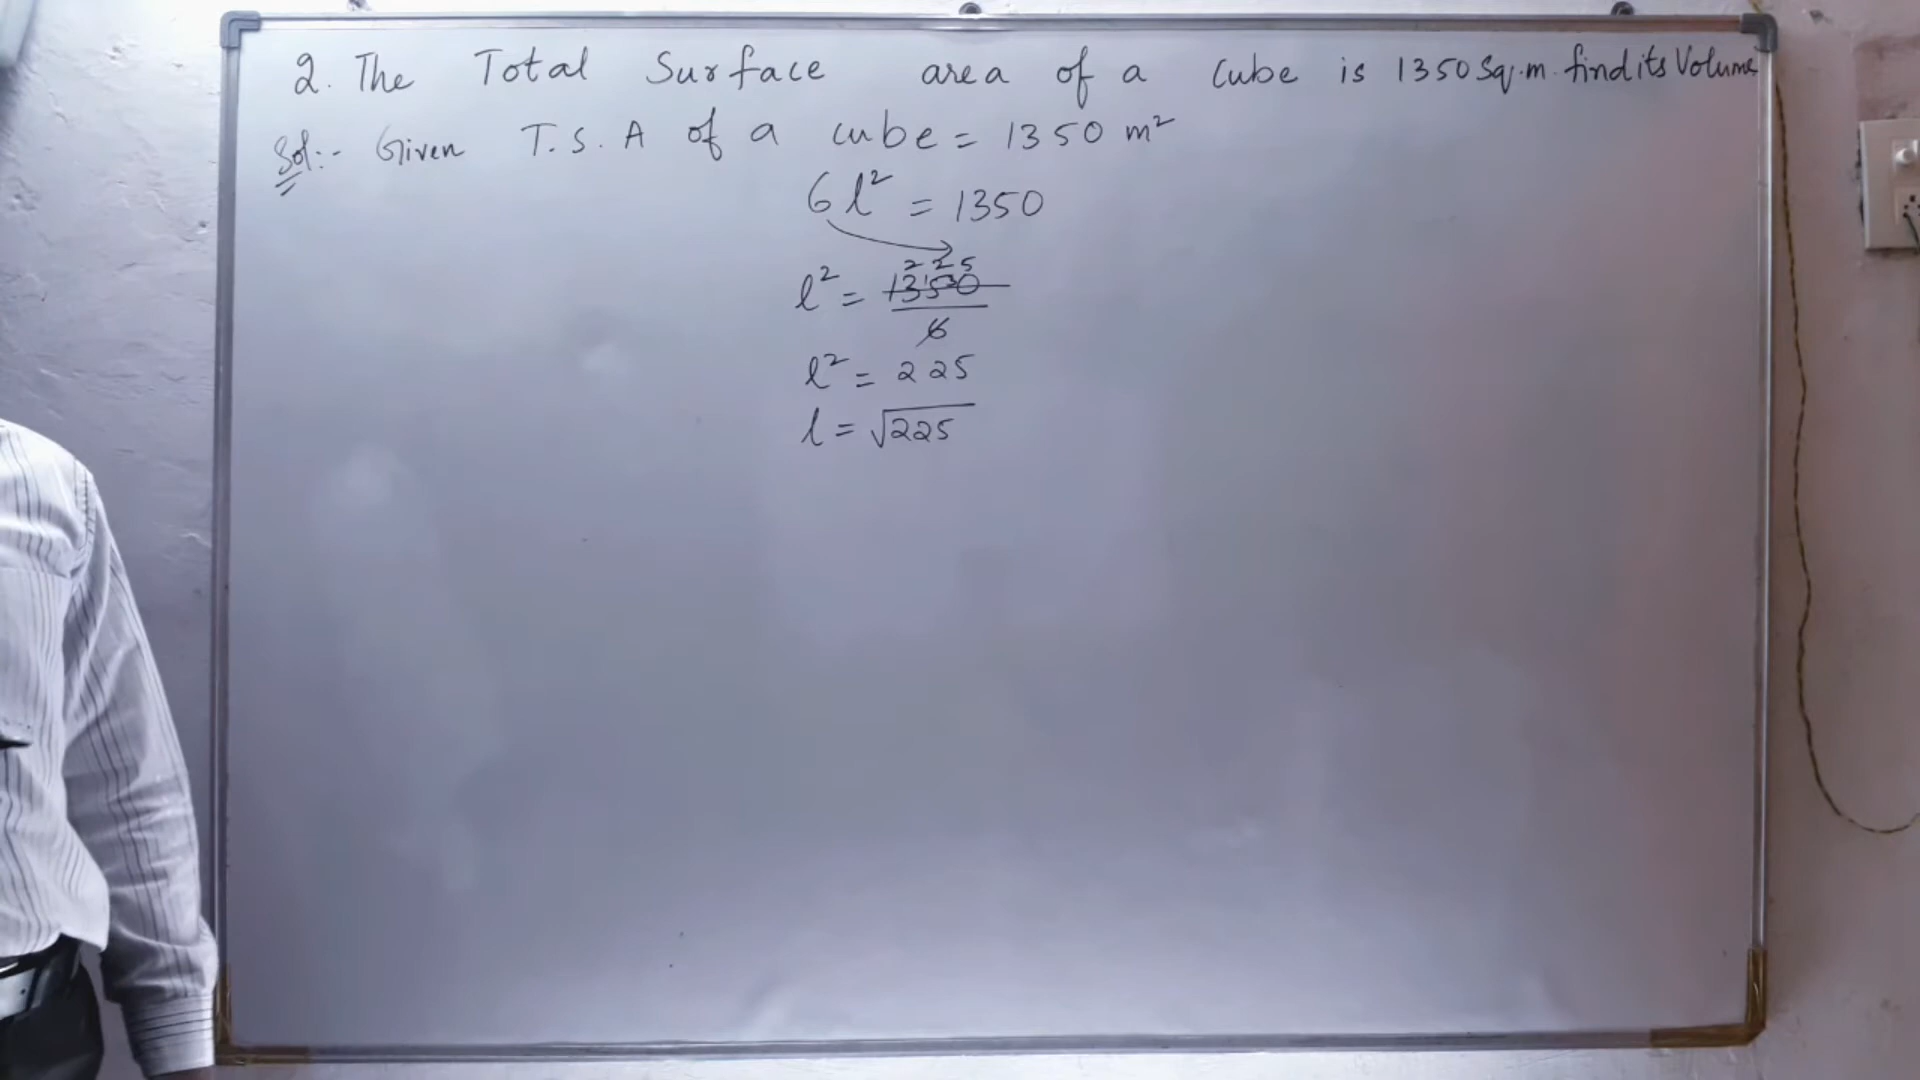 2. The Total Surface area of a Cube is 1350 Sq.m. find its Volume
Sol:- Given T.S.A of a cube = 1350 m²
6l² = 1350
225
l² = 1350/6
l² = 225
l = √225